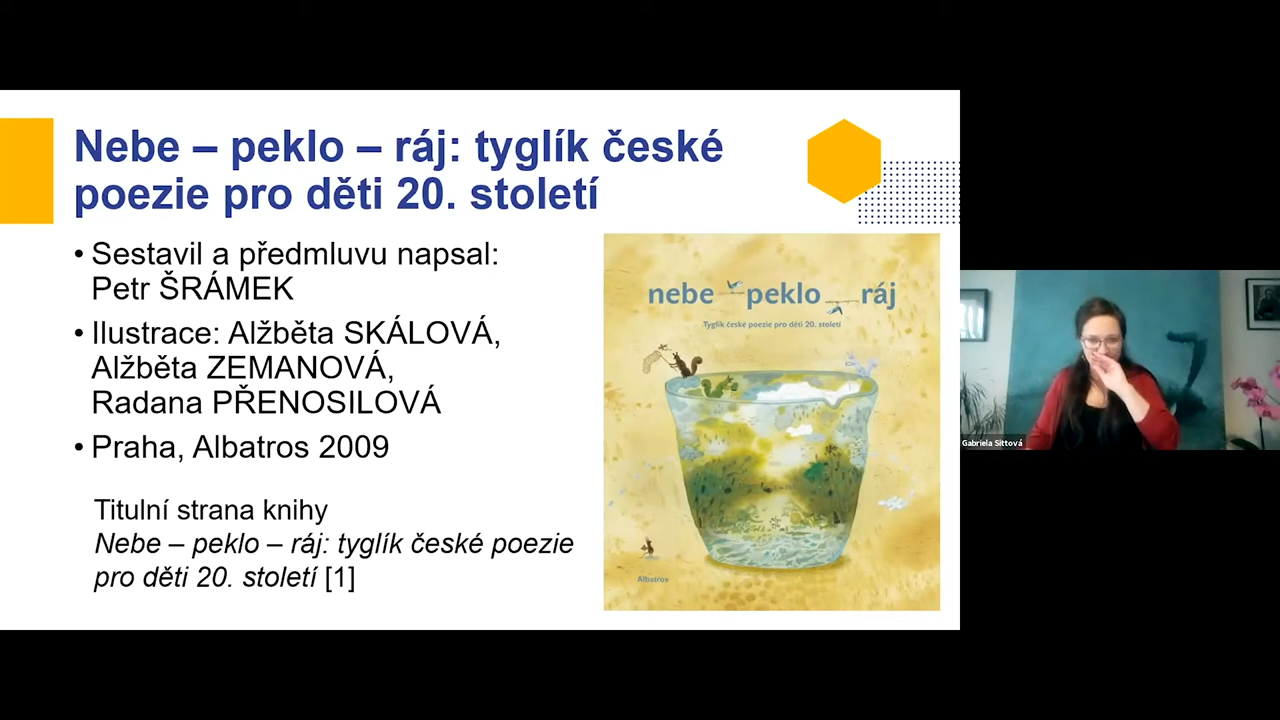 Nebe – peklo – ráj: tyglík české
poezie pro děti 20. století
• Sestavil a předmluvu napsal:
Petr ŠRÁMEK
• Ilustrace: Alžběta SKÁLOVÁ,
Alžběta ZEMANOVÁ,
Radana PŘENOSILOVÁ
• Praha, Albatros 2009
Titulní strana knihy
Nebe – peklo – ráj: tyglík české poezie
pro děti 20. století [1]
nebe peklo ráj
Tyglík české poezie pro děti 20. století
Albatros
Gabriela Sittová